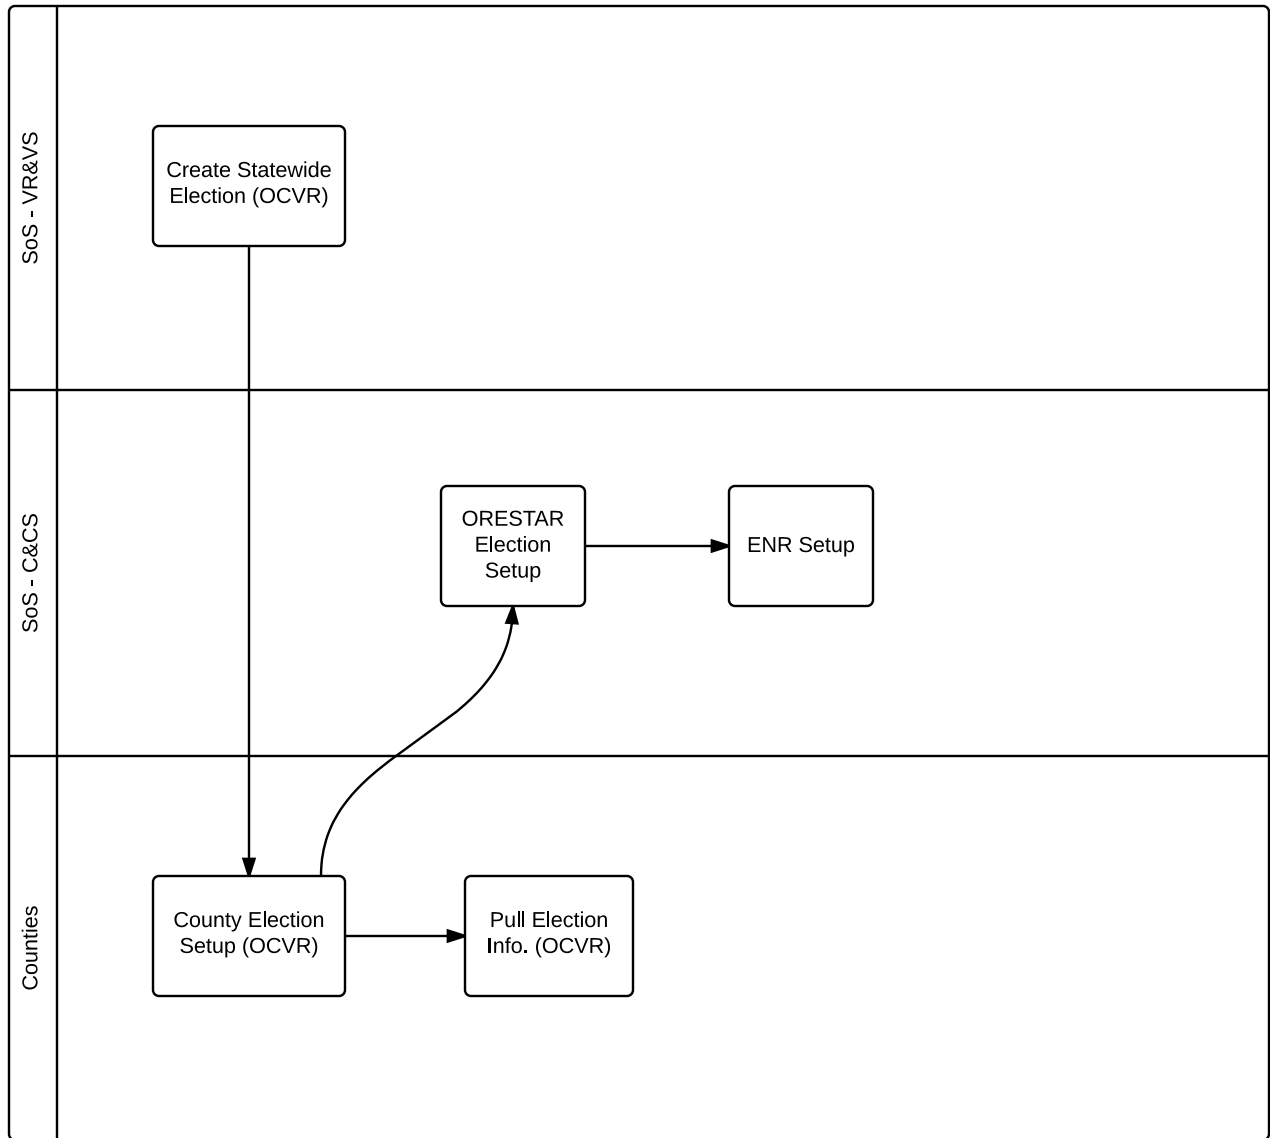 SoS - VR&VS
Create Statewide
Election (OCVR)
SoS - C&CS
ORESTAR
Election
Setup
ENR Setup
Counties
County Election
Setup (OCVR)
Pull Election
Info. (OCVR)